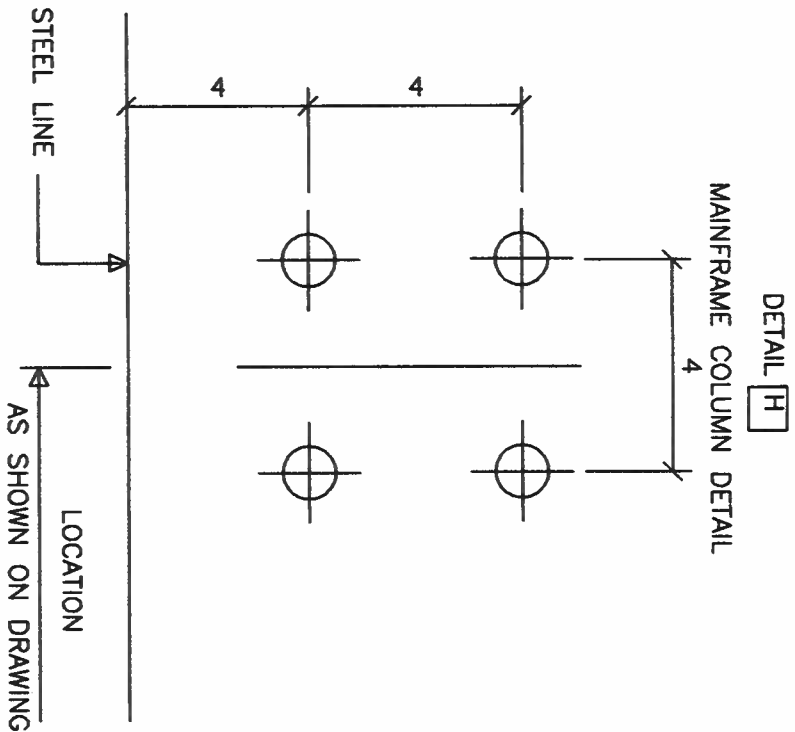 DETAIL H
MAINFRAME COLUMN DETAIL
4
4
4
STEEL LINE
LOCATION
AS SHOWN ON DRAWING